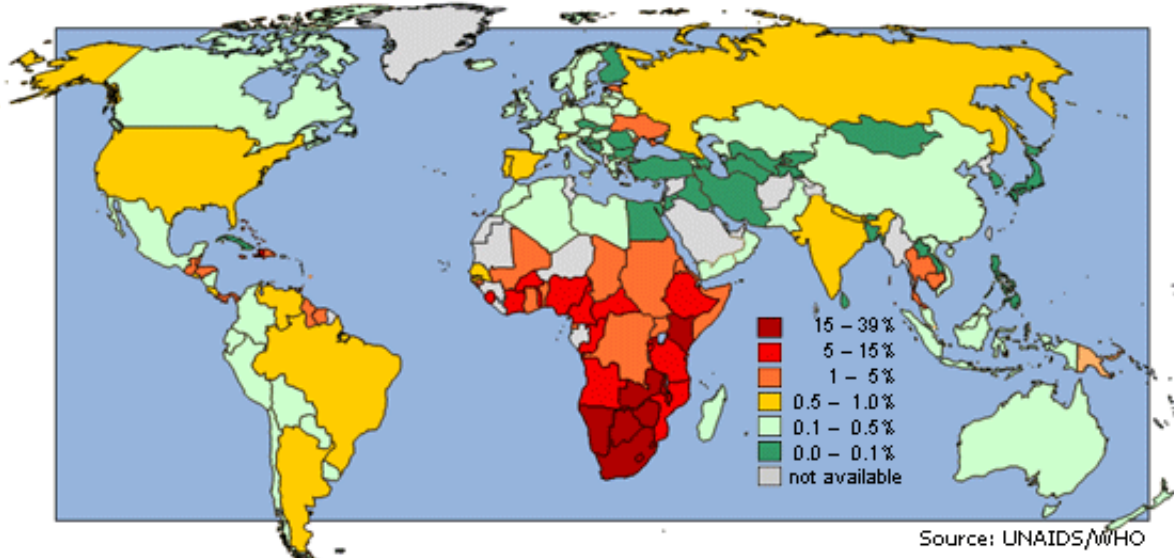 15 – 39%
5 – 15%
1 – 5%
0.5 – 1.0%
0.1 – 0.5%
0.0 – 0.1%
not available
Source: UNAIDS/WHO